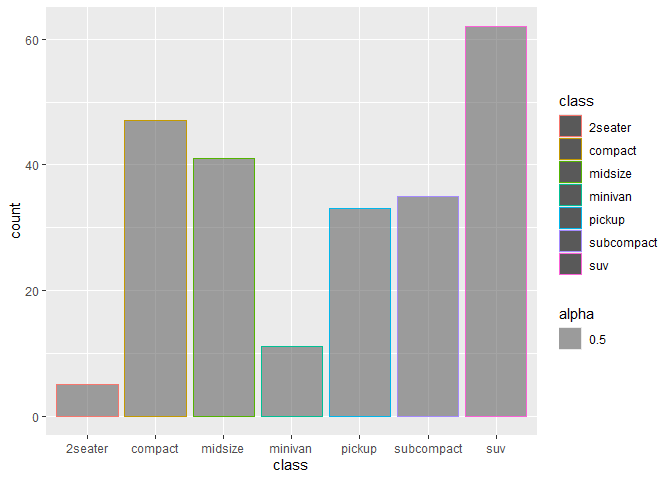 60
40
20
0
count
2seater compact midsize minivan pickup subcompact suv
class
class
2seater
compact
midsize
minivan
pickup
subcompact
suv
alpha
0.5